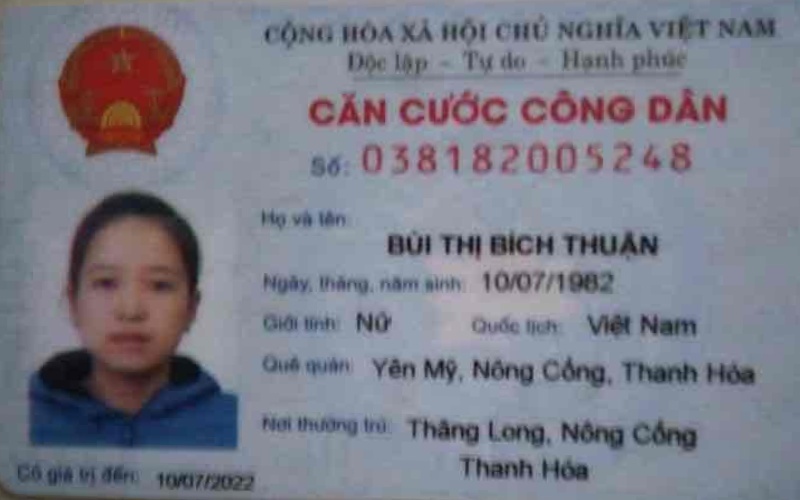 CỘNG HÒA XÃ HỘI CHỦ NGHĨA VIỆT NAM
Độc lập - Tự do - Hạnh phúc
CĂN CƯỚC CÔNG DÂN
Số: 038182005248
Họ và tên:
BÙI THỊ BÍCH THUẬN
Ngày, tháng, năm sinh: 10/07/1982
Giới tính: Nữ Quốc tịch: Việt Nam
Quê quán: Yên Mỹ, Nông Cống, Thanh Hóa
Nơi thường trú: Thăng Long, Nông Cống
Thanh Hóa
Có giá trị đến: 10/07/2022